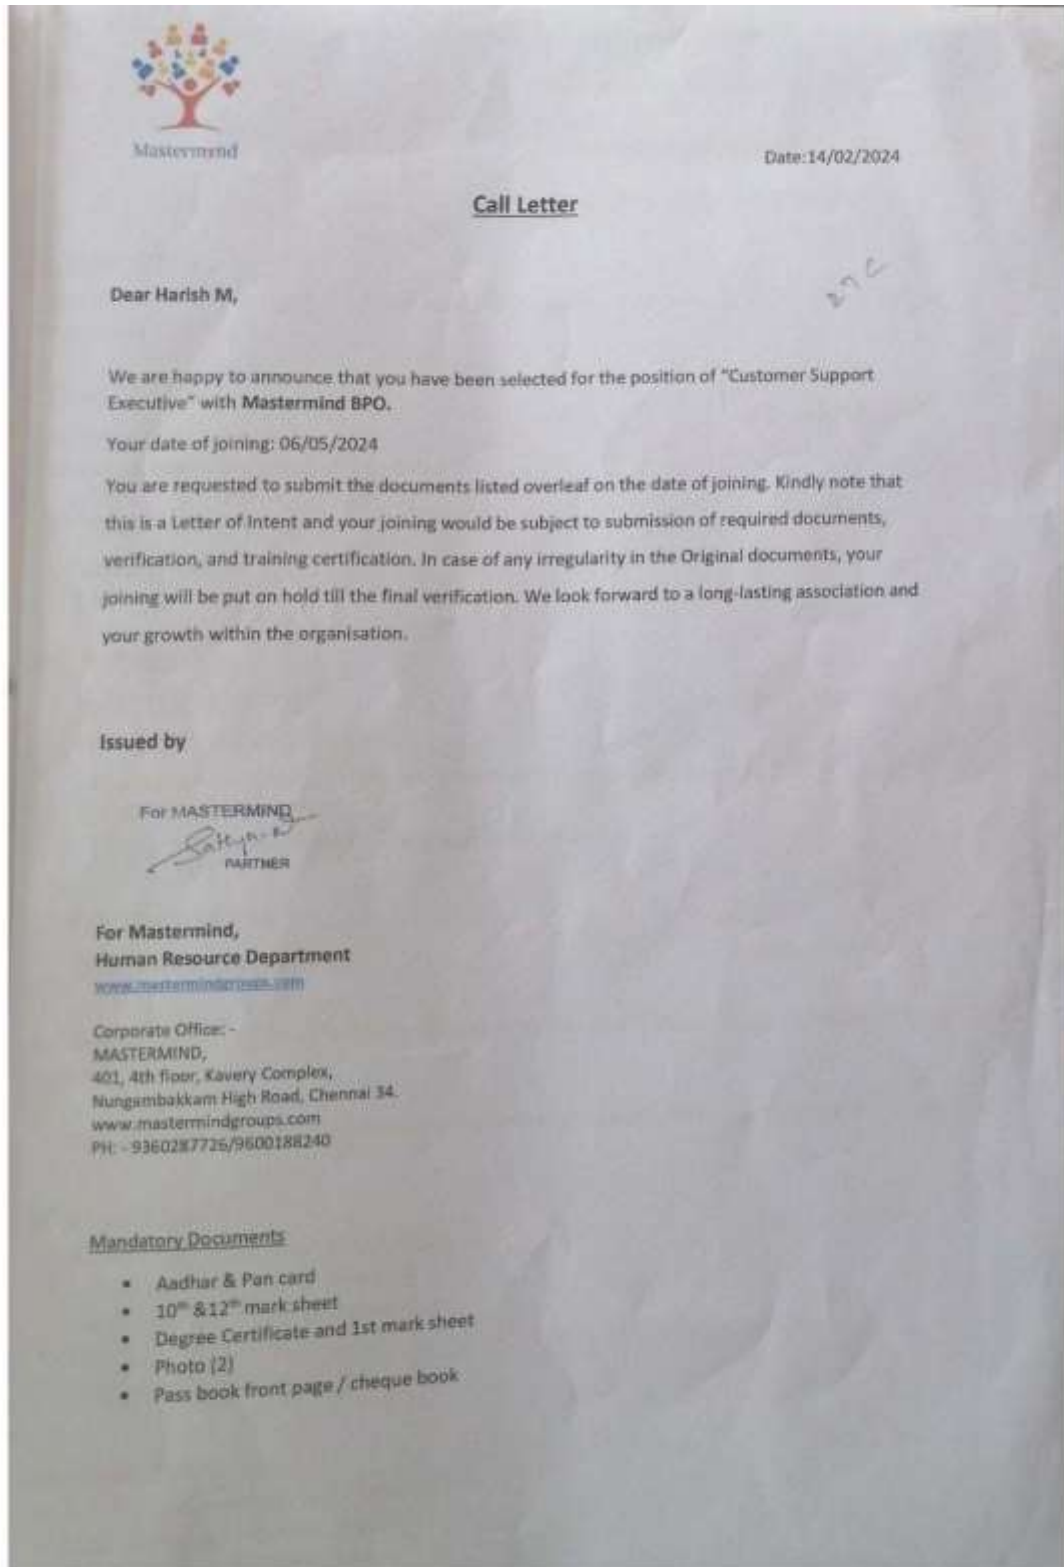 Mastermind
Date:14/02/2024
Call Letter
27 C
Dear Harish M,
We are happy to announce that you have been selected for the position of "Customer Support
Executive" with Mastermind BPO.
Your date of joining: 06/05/2024
You are requested to submit the documents listed overleaf on the date of joining. Kindly note that
this is a Letter of Intent and your joining would be subject to submission of required documents,
verification, and training certification. In case of any irregularity in the Original documents, your
joining will be put on hold till the final verification. We look forward to a long-lasting association and
your growth within the organisation.
Issued by
For MASTERMIND
PARTNER
For Mastermind,
Human Resource Department
www.mastermindgroups.com
Corporate Office: -
MASTERMIND,
401, 4th floor, Kavery Complex,
Nungambakkam High Road, Chennai 34.
www.mastermindgroups.com
PH: - 9360287726/9600188240
Mandatory Documents
• Aadhar & Pan card
• 10th &12th mark sheet
• Degree Certificate and 1st mark sheet
• Photo (2)
• Pass book front page / cheque book